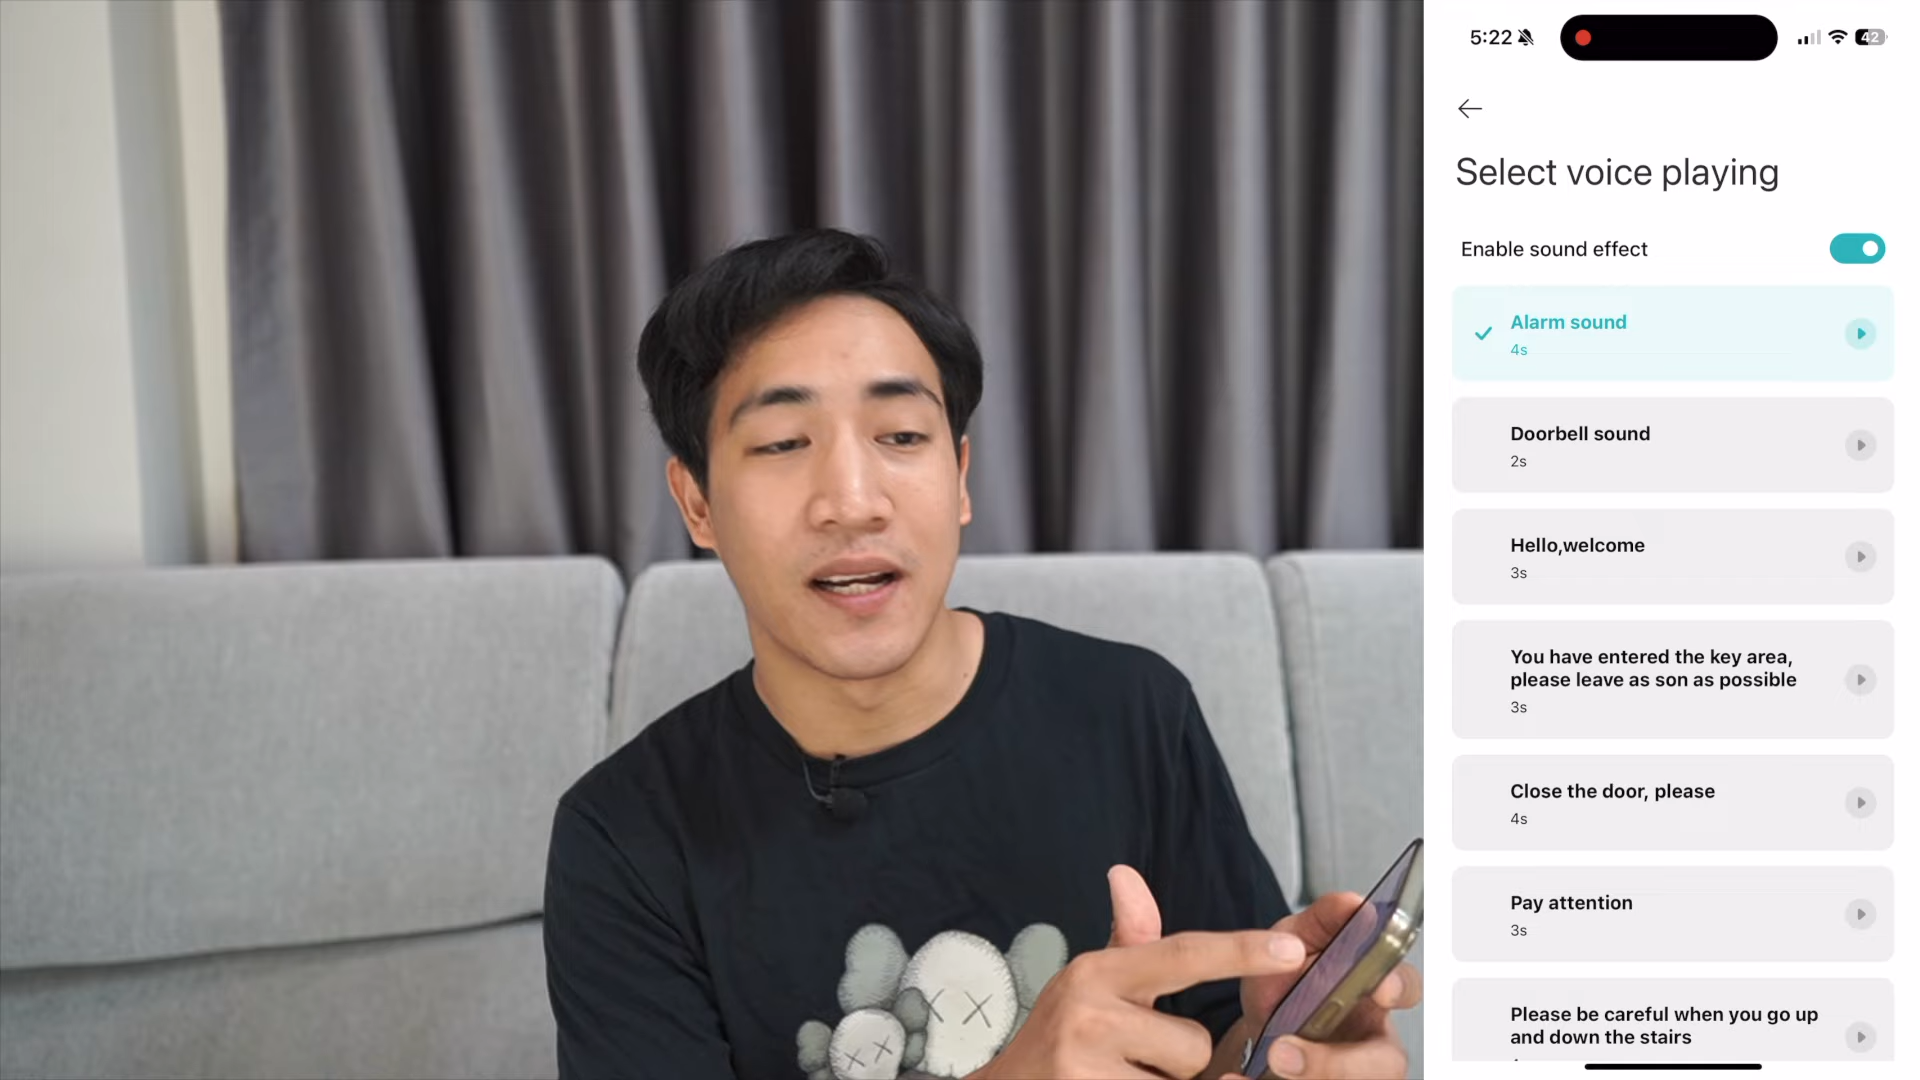 5:22
42
Select voice playing
Enable sound effect
Alarm sound
4s
Doorbell sound
2s
Hello,welcome
3s
You have entered the key area,
please leave as son as possible
3s
Close the door, please
4s
Pay attention
3s
Please be careful when you go up
and down the stairs